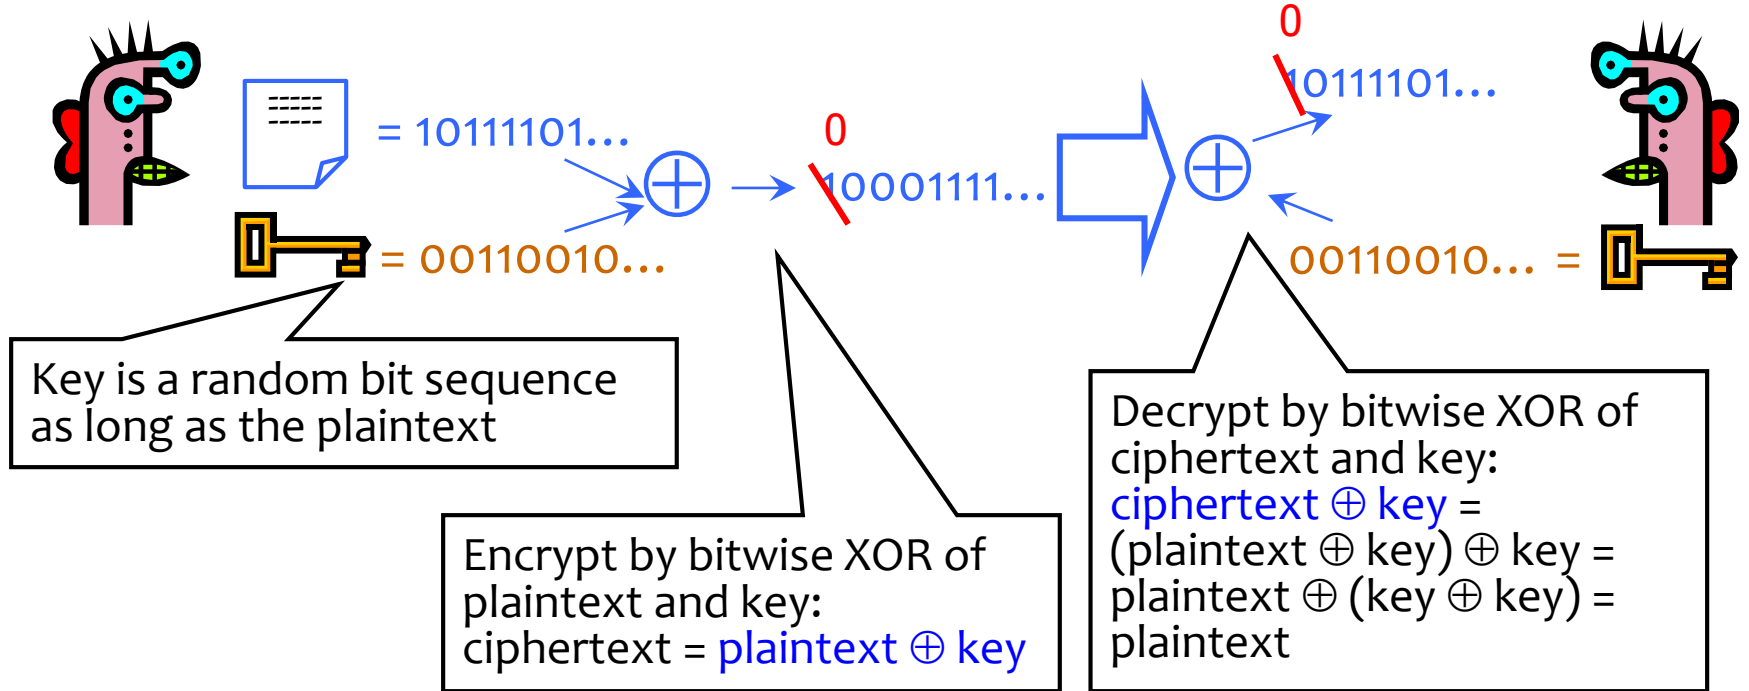 0
10111101...
= 10111101...
0
10001111...
= 00110010...
00110010... =
Key is a random bit sequence
as long as the plaintext
Encrypt by bitwise XOR of
plaintext and key:
ciphertext = plaintext ⊕ key
Decrypt by bitwise XOR of
ciphertext and key:
ciphertext ⊕ key =
(plaintext ⊕ key) ⊕ key =
plaintext ⊕ (key ⊕ key) =
plaintext